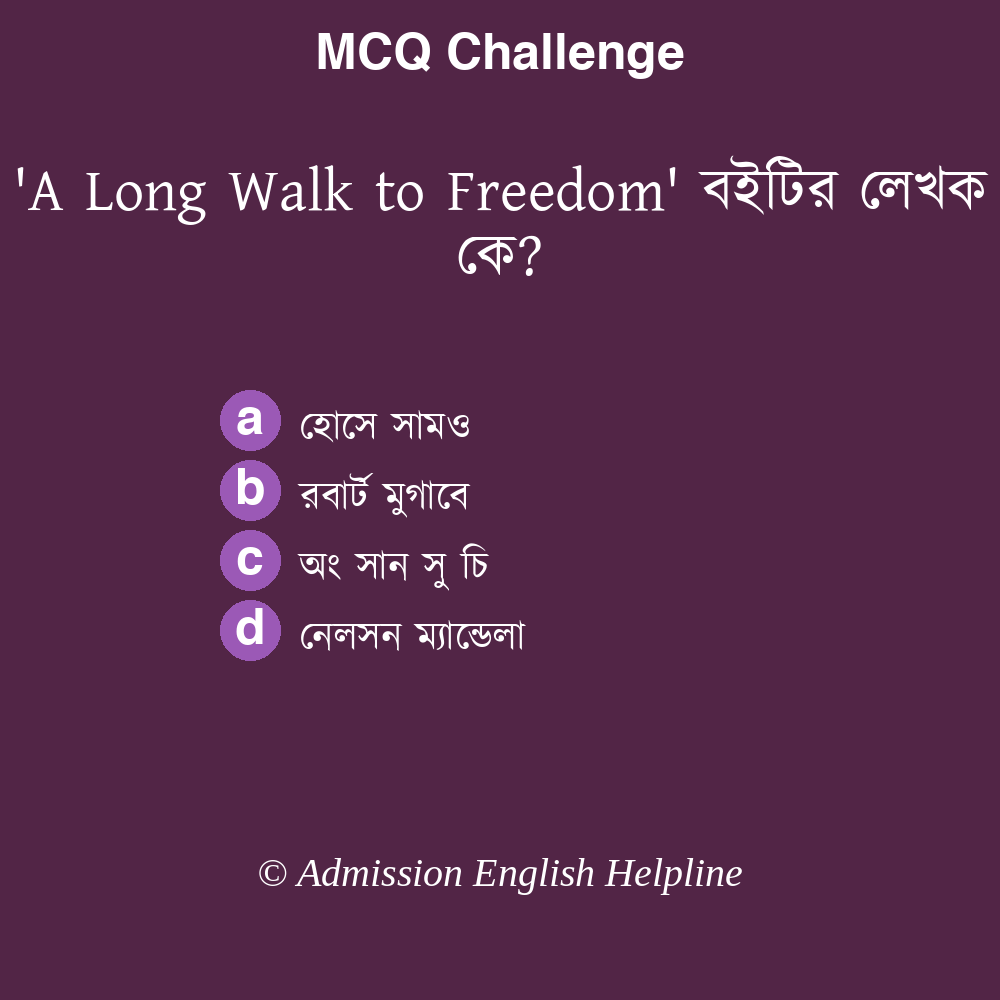 MCQ Challenge
'A Long Walk to Freedom' বইটির লেখক
কে?
a হোসে সামও
b রবার্ট মুগাবে
c অং সান সু চি
d নেলসন ম্যান্ডেলা
© Admission English Helpline